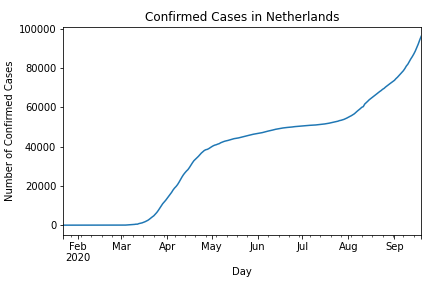 Confirmed Cases in Netherlands
Number of Confirmed Cases
100000
80000
60000
40000
20000
0
Feb Mar Apr May Jun Jul Aug Sep
2020
Day